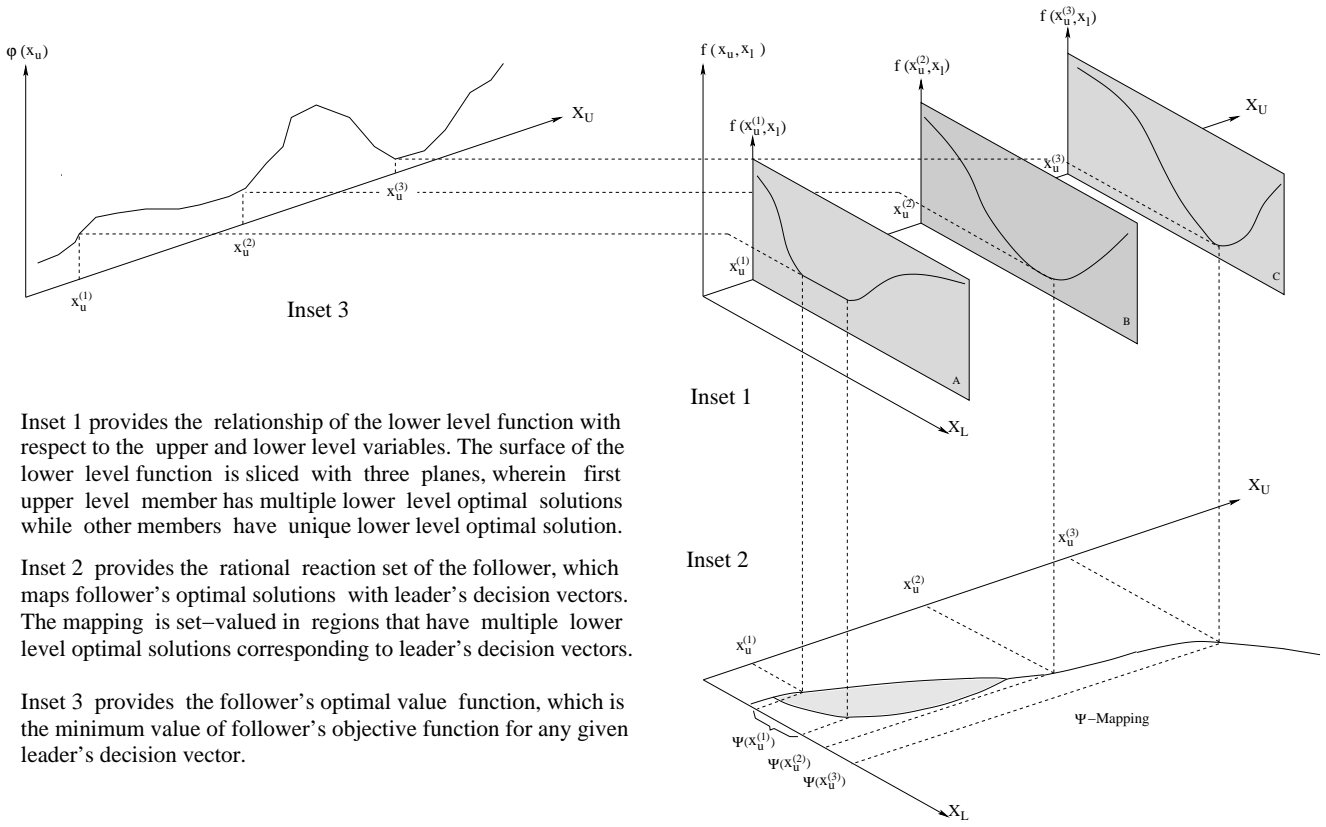 φ(x_u)
X_U
x_u^(1)
x_u^(2)
x_u^(3)
Inset 3
f(x_u,x_l)
f(x_u^(1),x_l)
f(x_u^(2),x_l)
f(x_u^(3),x_l)
X_U
x_u^(1)
x_u^(2)
x_u^(3)
A
B
C
X_L
Inset 1
Inset 1 provides the relationship of the lower level function with
respect to the upper and lower level variables. The surface of the
lower level function is sliced with three planes, wherein first
upper level member has multiple lower level optimal solutions
while other members have unique lower level optimal solution.
Inset 2 provides the rational reaction set of the follower, which
maps follower's optimal solutions with leader's decision vectors.
The mapping is set−valued in regions that have multiple lower
level optimal solutions corresponding to leader's decision vectors.
Inset 3 provides the follower's optimal value function, which is
the minimum value of follower's objective function for any given
leader's decision vector.
Inset 2
X_U
x_u^(1)
x_u^(2)
x_u^(3)
Ψ−Mapping
Ψ(x_u^(1))
Ψ(x_u^(2))
Ψ(x_u^(3))
X_L